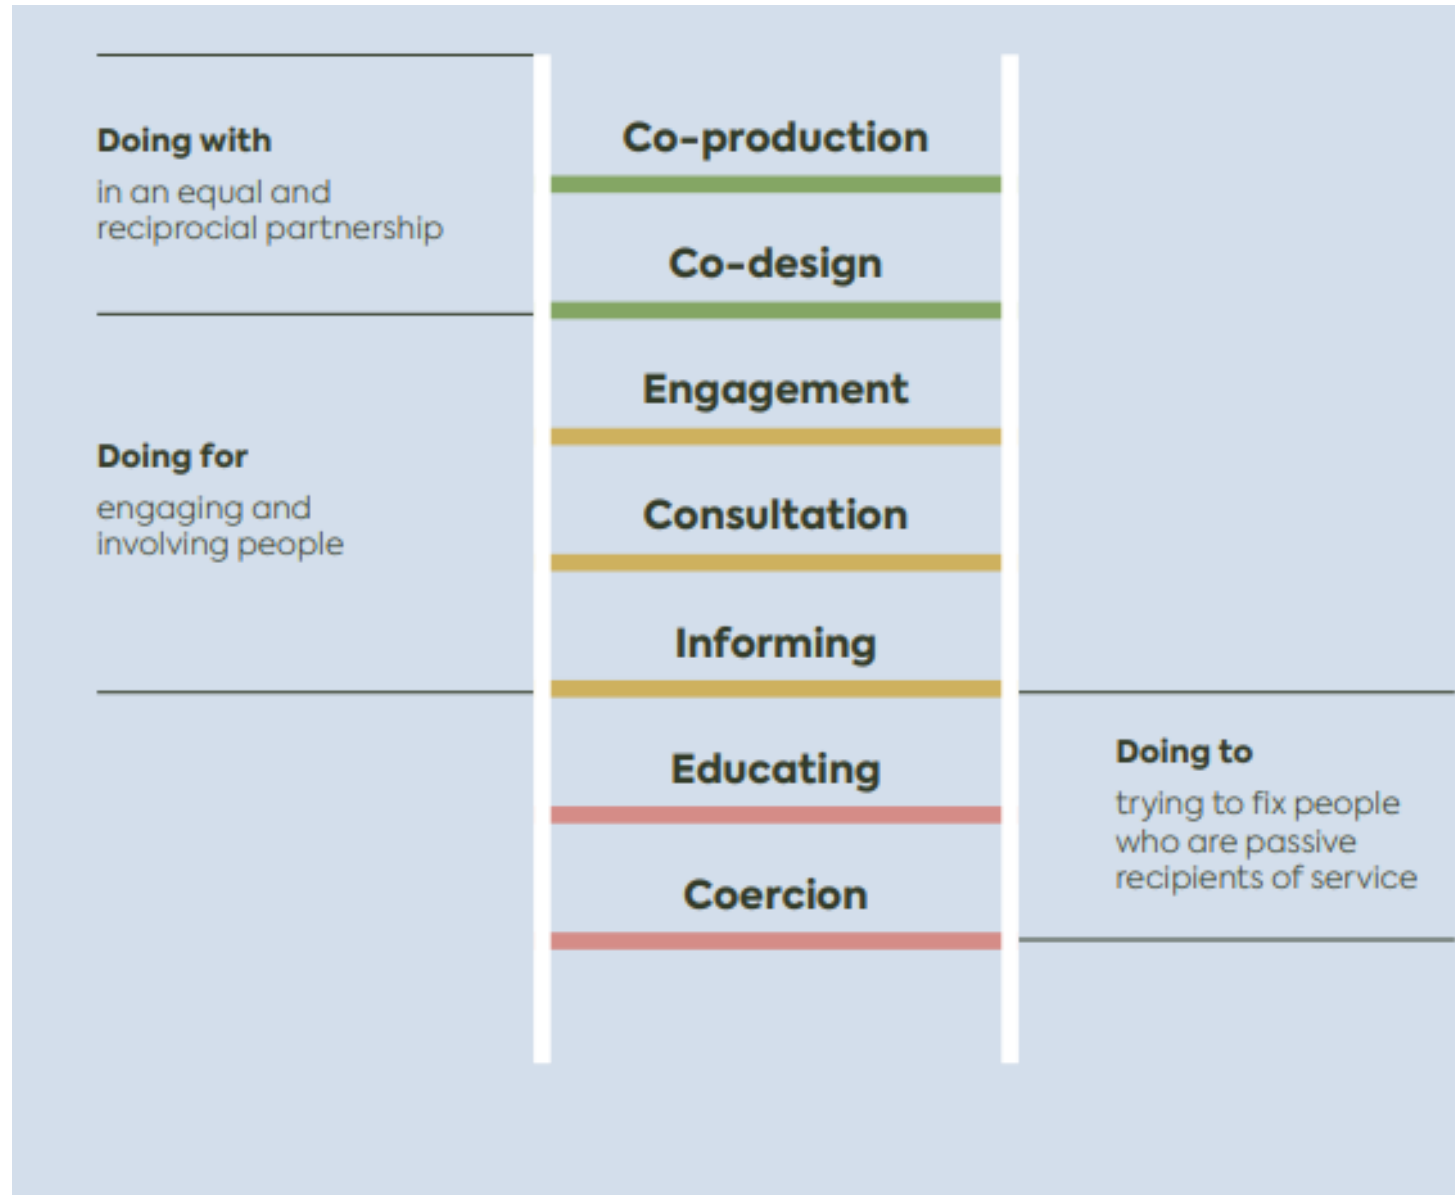 Doing with
in an equal and
reciprocial partnership
Co-production
Co-design
Doing for
engaging and
involving people
Engagement
Consultation
Informing
Educating
Coercion
Doing to
trying to fix people
who are passive
recipients of service